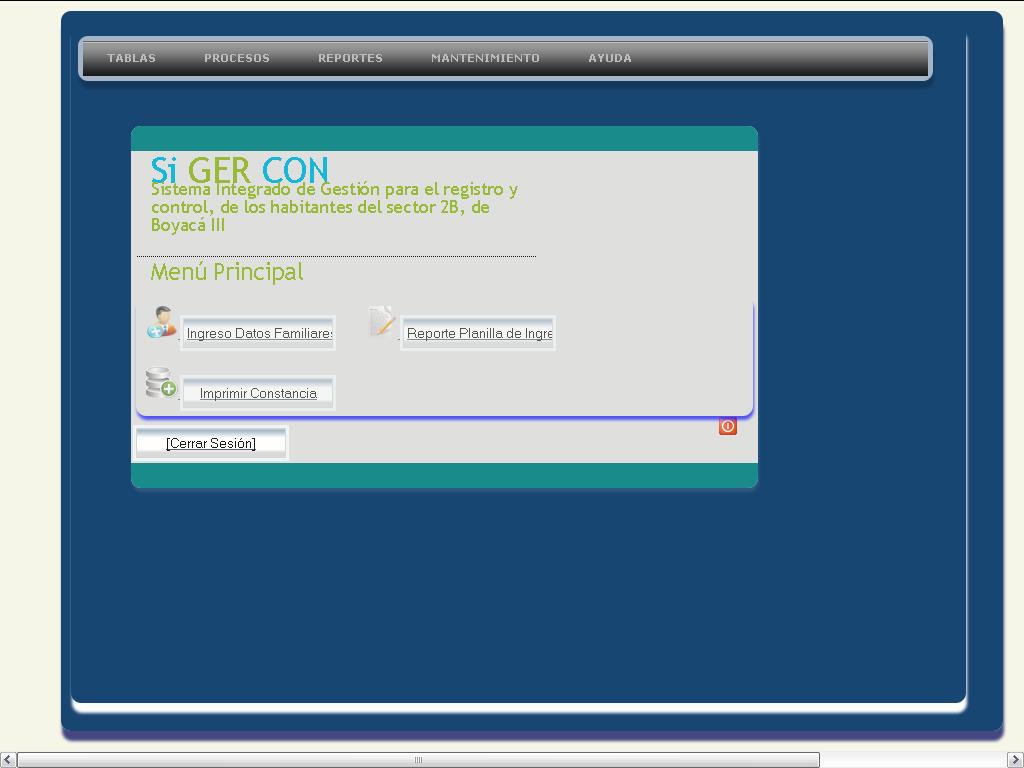 TABLAS PROCESOS REPORTES MANTENIMIENTO AYUDA
Si GER CON
Sistema Integrado de Gestión para el registro y
control, de los habitantes del sector 2B, de
Boyacá III
Menú Principal
Ingreso Datos Familiares Reporte Planilla de Ingre
Imprimir Constancia
[Cerrar Sesión]